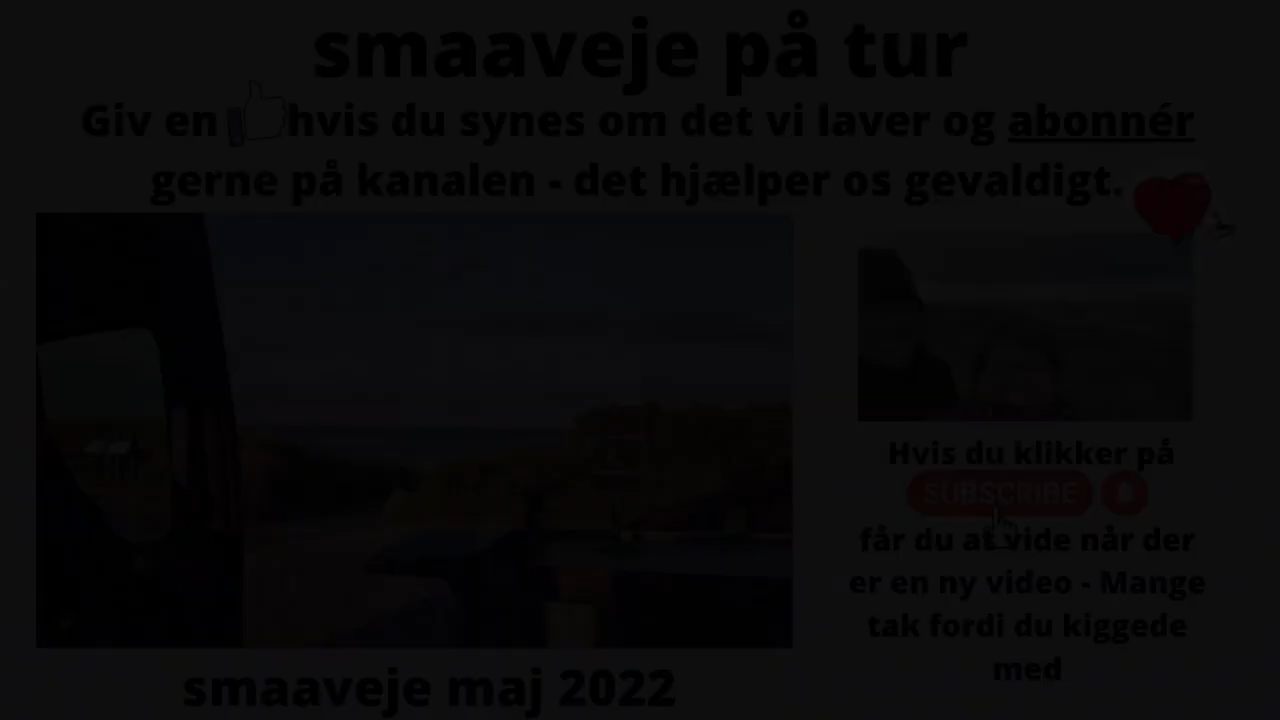 smaaveje på tur
Giv en hvis du synes om det vi laver og abonnér
gerne på kanalen - det hjælper os gevaldigt.
Hvis du klikker på
SUBSCRIBE
får du at vide når der
er en ny video - Mange
tak fordi du kiggede
med
smaaveje maj 2022